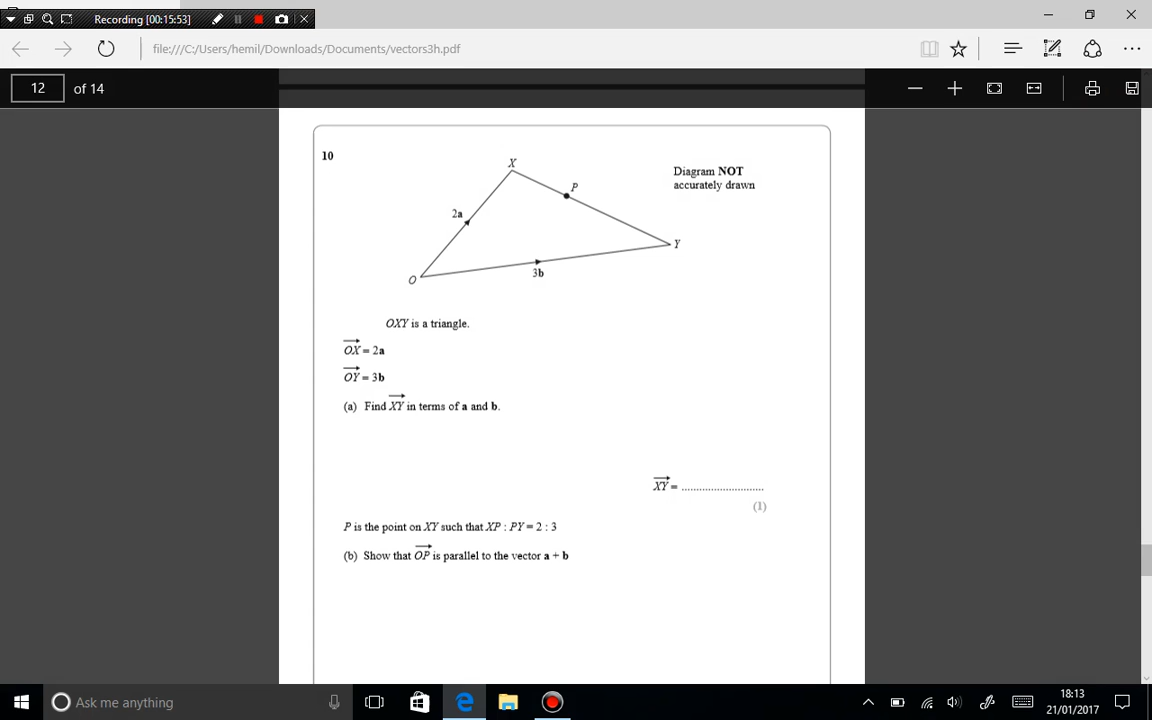 Recording [00:15:53]
file:///C:/Users/hemil/Downloads/Documents/vectors3h.pdf
12 of 14
10
X
P
Diagram NOT
accurately drawn
2a
Y
O
3b
OXY is a triangle.
OX = 2a
OY = 3b
(a) Find XY in terms of a and b.
XY = ............................
(1)
P is the point on XY such that XP : PY = 2 : 3
(b) Show that OP is parallel to the vector a + b
Ask me anything
18:13
21/01/2017